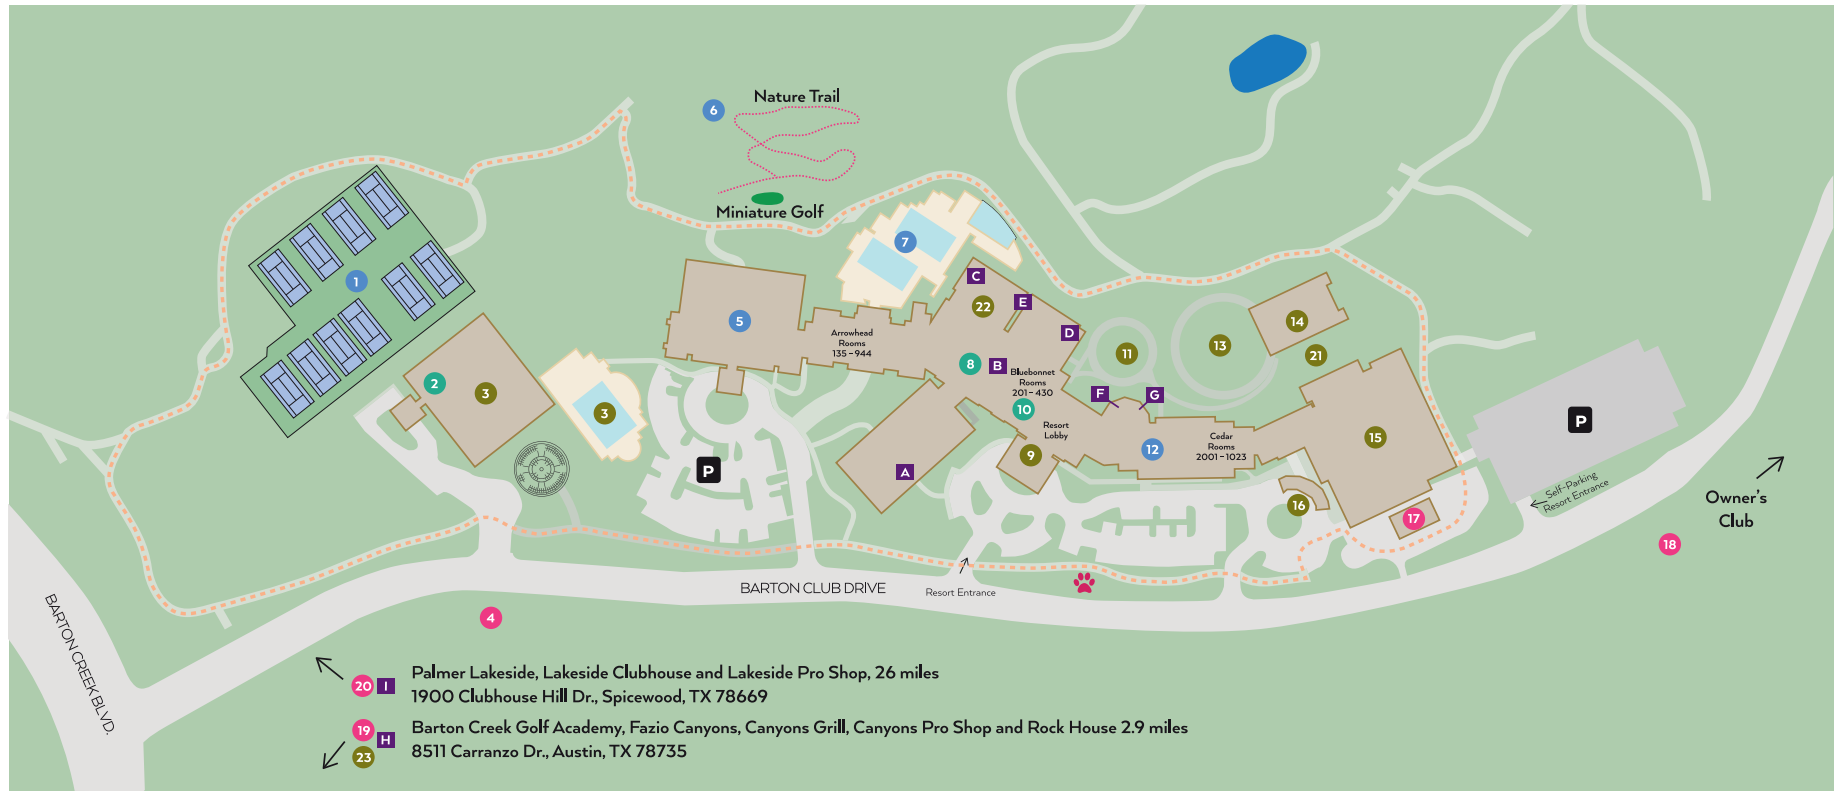 Nature Trail
6
Miniature Golf
1
7
C
22
E
5
Arrowhead
Rooms
135–944
D
8
B
Bluebonnet
Rooms
201–430
10
11
13
14
21
F
G
2
3
3
P
A
Resort
Lobby
9
12
Cedar
Rooms
2001–1023
15
P
16
17
Self-Parking
Resort Entrance
Owner's
Club
18
BARTON CLUB DRIVE
Resort Entrance
4
BARTON CREEK BLVD.
20 I
Palmer Lakeside, Lakeside Clubhouse and Lakeside Pro Shop, 26 miles
1900 Clubhouse Hill Dr., Spicewood, TX 78669
19
H
23
Barton Creek Golf Academy, Fazio Canyons, Canyons Grill, Canyons Pro Shop and Rock House 2.9 miles
8511 Carranzo Dr., Austin, TX 78735